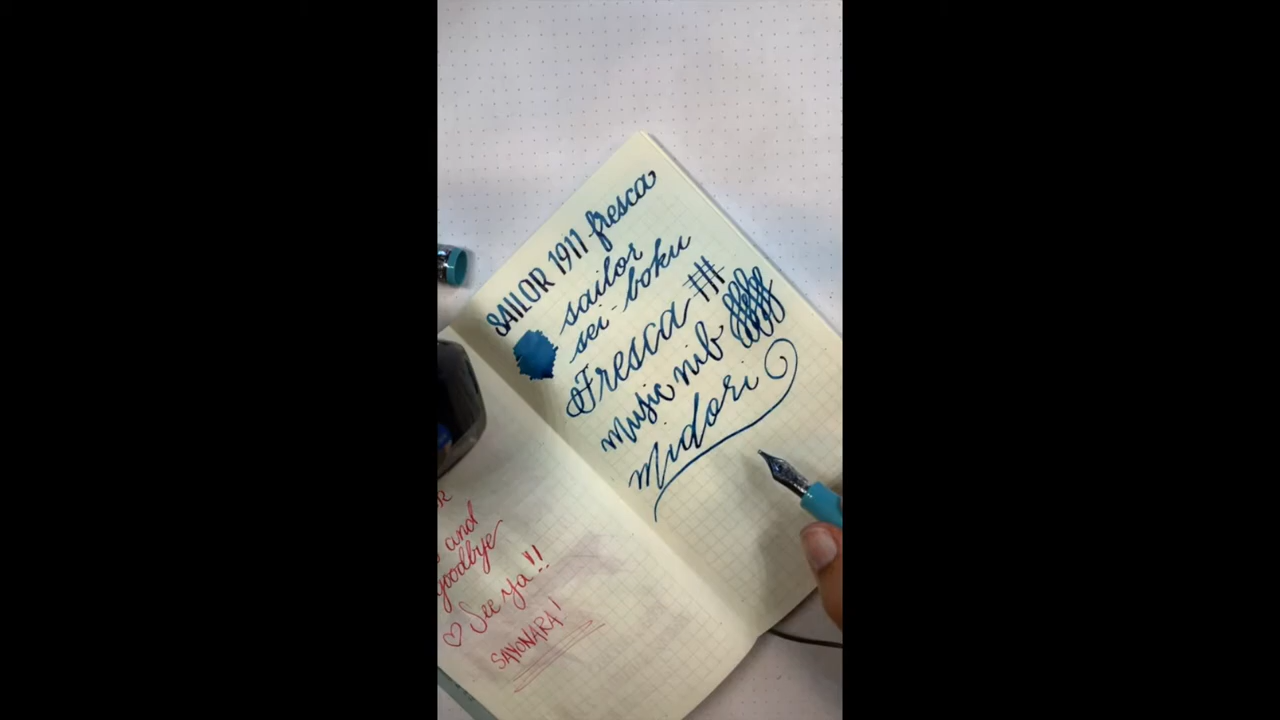 SAILOR 1911 fresca
sailor
sei-boku
Fresca
music nib
Midori
and
goodbye
♡ See ya!!
SAYONARA!